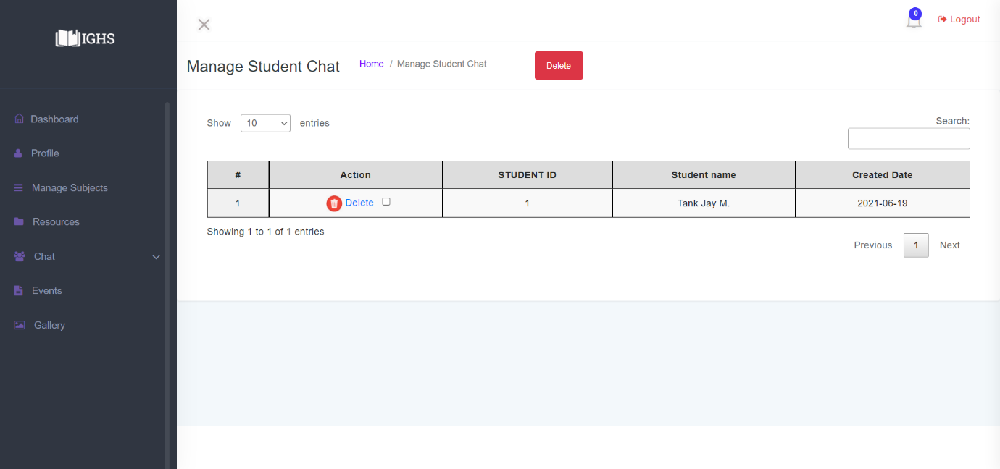 IGHS
0
Logout
Manage Student Chat
Home / Manage Student Chat
Delete
Dashboard
Profile
Manage Subjects
Resources
Chat
Events
Gallery
Show 10 entries
Search:
# Action STUDENT ID Student name Created Date
1 Delete 1 Tank Jay M. 2021-06-19
Showing 1 to 1 of 1 entries
Previous 1 Next